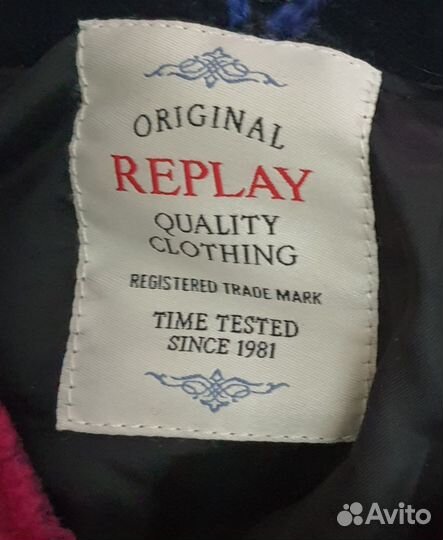 ORIGINAL
REPLAY
QUALITY
CLOTHING
REGISTERED TRADE MARK
TIME TESTED
SINCE 1981
Avito